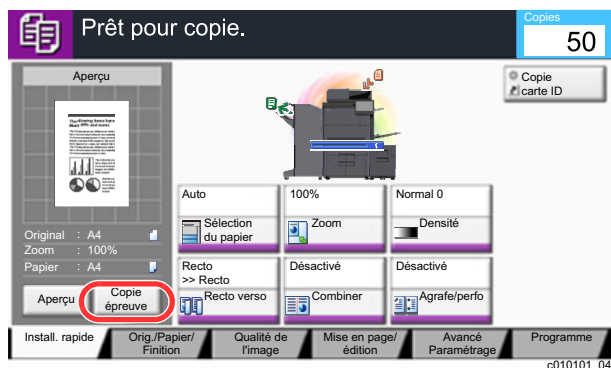 Prêt pour copie.
Copies
50
Aperçu
Copie
carte ID
Original : A4
Zoom : 100%
Papier : A4
Aperçu
Copie
épreuve
Auto
Sélection
du papier
100%
Zoom
Normal 0
Densité
Recto
>> Recto
Recto verso
Désactivé
Combiner
Désactivé
Agrafe/perfo
Install. rapide
Orig./Papier/
Finition
Qualité de
l'image
Mise en page/
édition
Avancé
Paramétrage
Programme
c010101_04